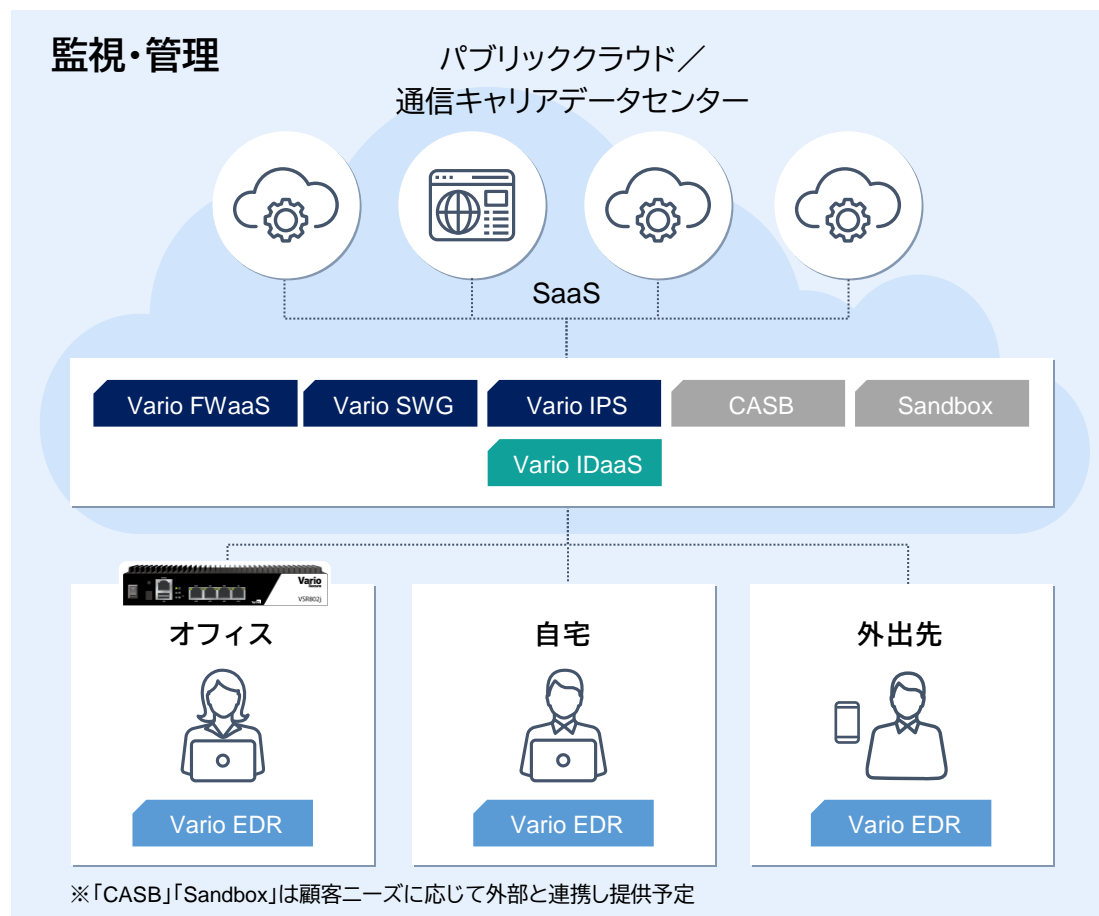 監視・管理
パブリッククラウド／
通信キャリアデータセンター
SaaS
Vario FWaaS
Vario SWG
Vario IPS
CASB
Sandbox
Vario IDaaS
Vario
VSR802j
オフィス
自宅
外出先
Vario EDR
Vario EDR
Vario EDR
※「CASB」「Sandbox」は顧客ニーズに応じて外部と連携し提供予定